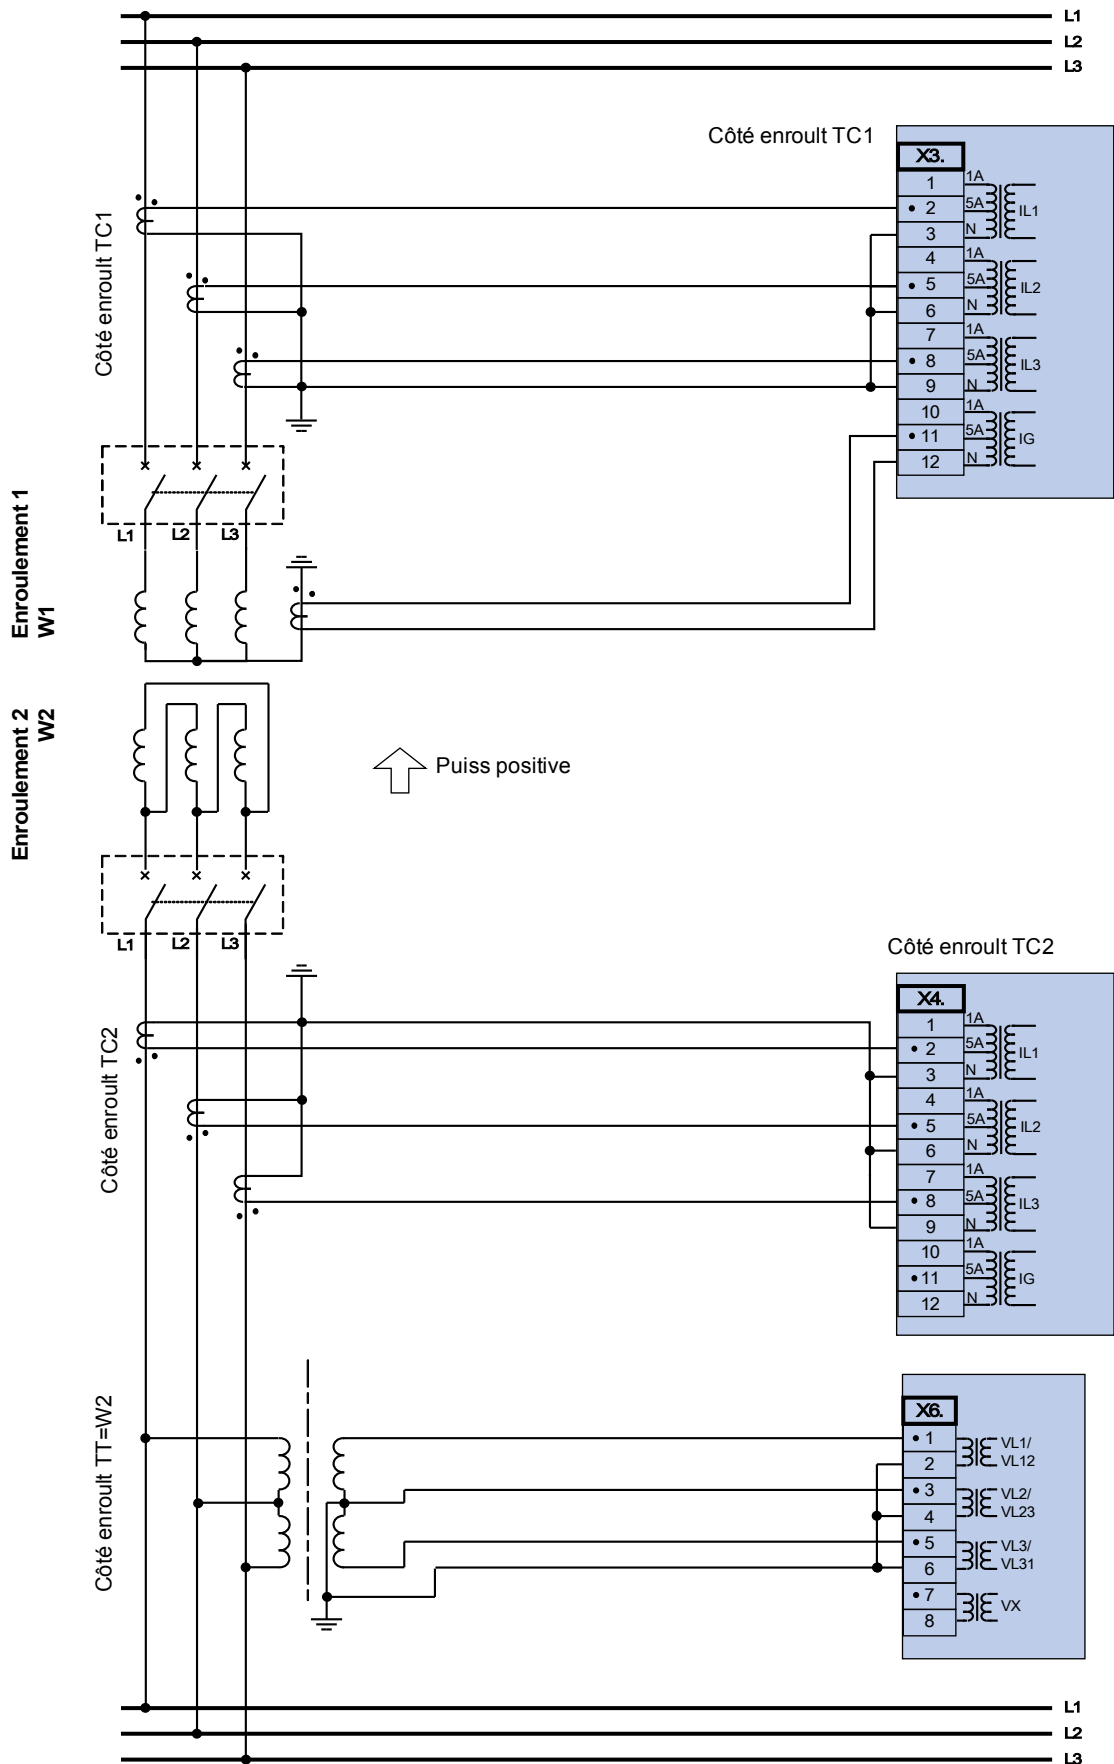 L1
L2
L3
Côté enroult TC1
X3.
1
1A
2
5A
IL1
3
N
4
1A
5
5A
IL2
6
N
7
1A
8
5A
IL3
9
N
10
1A
11
5A
IG
12
N
Côté enroult TC1
L1 L2 L3
Enroulement 1
W1
Enroulement 2
W2
Puiss positive
L1 L2 L3
Côté enroult TC2
X4.
1
1A
2
5A
IL1
3
N
4
1A
5
5A
IL2
6
N
7
1A
8
5A
IL3
9
N
10
1A
11
5A
IG
12
N
Côté enroult TC2
Côté enroult TT=W2
X6.
1
VL1/
2
VL12
3
VL2/
4
VL23
5
VL3/
6
VL31
7
VX
8
L1
L2
L3